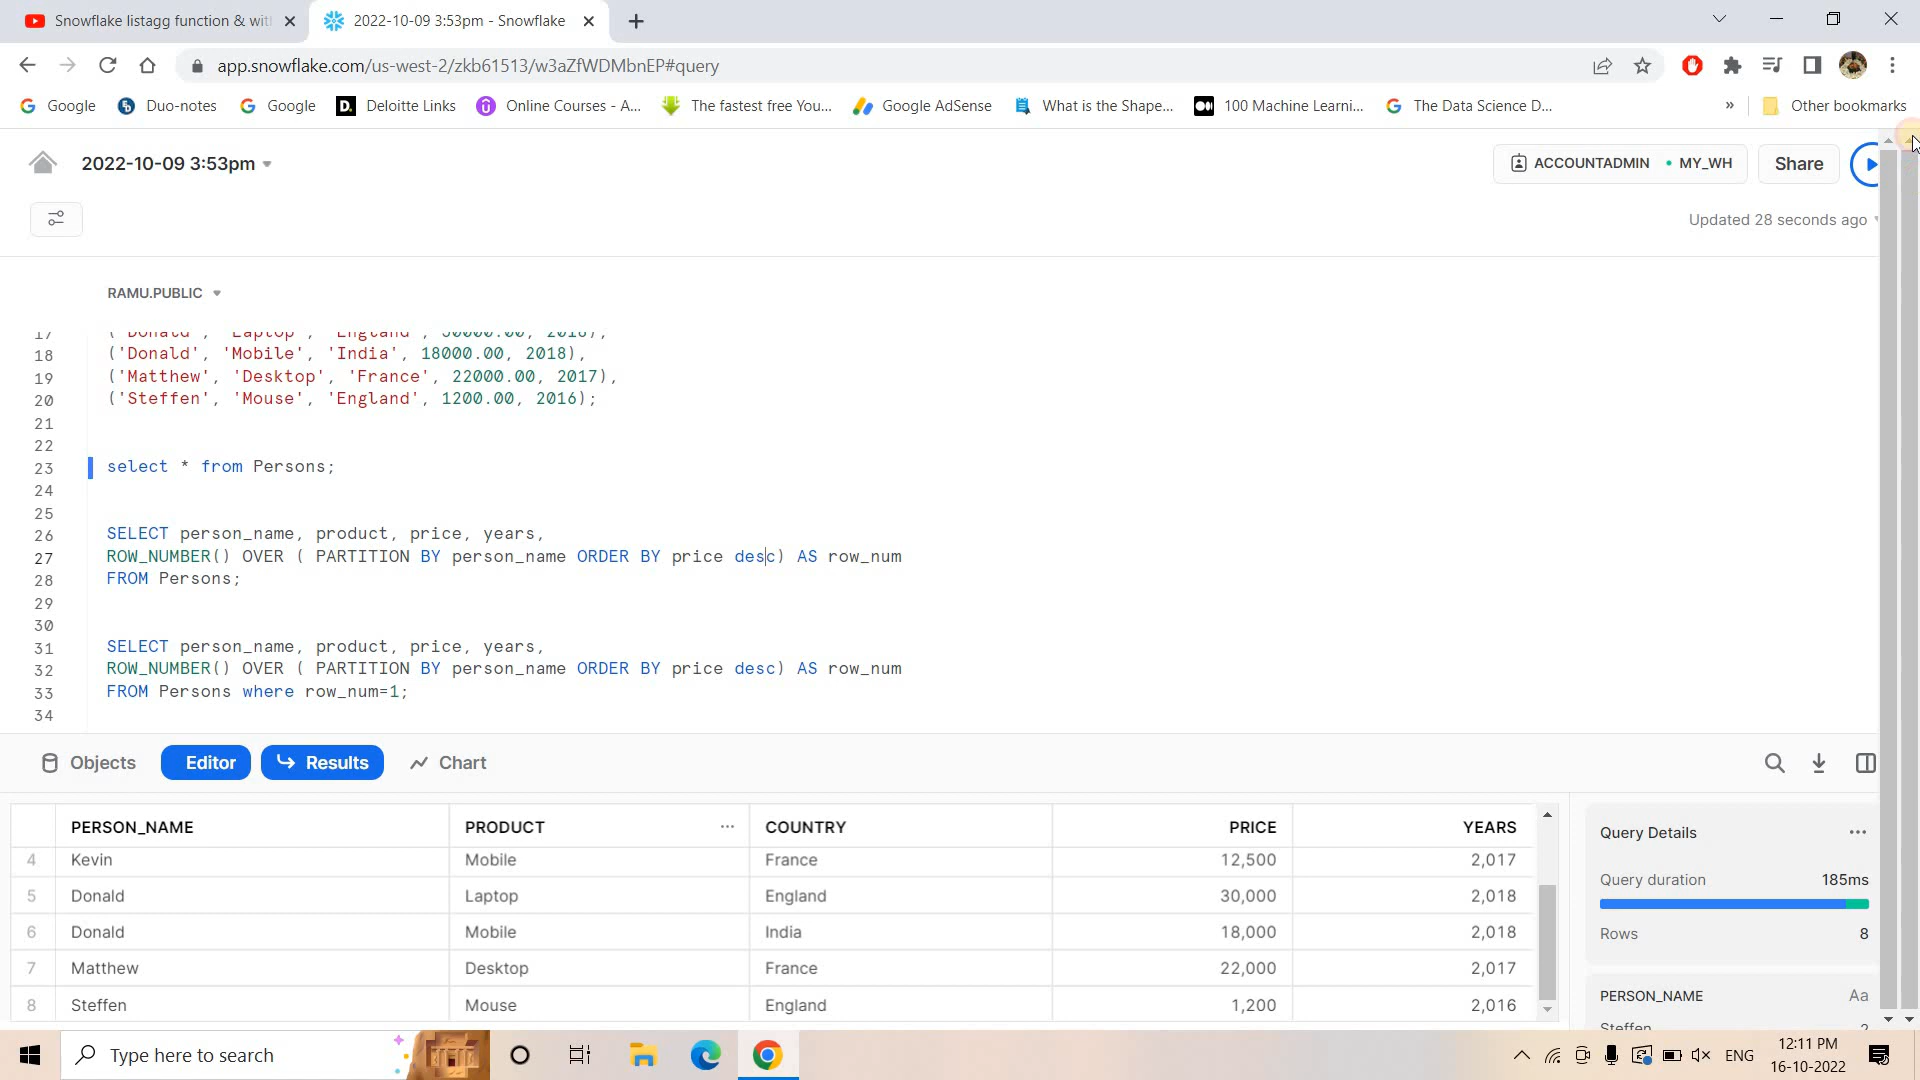 Snowflake listagg function & wit
2022-10-09 3:53pm - Snowflake
app.snowflake.com/us-west-2/zkb61513/w3aZfWDMbnEP#query
Google
Duo-notes
Google
D.
Deloitte Links
Online Courses - A...
The fastest free You...
Google AdSense
What is the Shape...
100 Machine Learni...
The Data Science D...
»
Other bookmarks
2022-10-09 3:53pm
ACCOUNTADMIN • MY_WH
Share
Updated 28 seconds ago
RAMU.PUBLIC
17 ('Donald', 'Laptop', 'England', 30000.00, 2018),
18 ('Donald', 'Mobile', 'India', 18000.00, 2018),
19 ('Matthew', 'Desktop', 'France', 22000.00, 2017),
20 ('Steffen', 'Mouse', 'England', 1200.00, 2016);
21
22
23 select * from Persons;
24
25
26 SELECT person_name, product, price, years,
27 ROW_NUMBER() OVER ( PARTITION BY person_name ORDER BY price desc) AS row_num
28 FROM Persons;
29
30
31 SELECT person_name, product, price, years,
32 ROW_NUMBER() OVER ( PARTITION BY person_name ORDER BY price desc) AS row_num
33 FROM Persons where row_num=1;
34
Objects
Editor
Results
Chart
PERSON_NAME PRODUCT ... COUNTRY PRICE YEARS
4 Kevin Mobile France 12,500 2,017
5 Donald Laptop England 30,000 2,018
6 Donald Mobile India 18,000 2,018
7 Matthew Desktop France 22,000 2,017
8 Steffen Mouse England 1,200 2,016
Query Details ...
Query duration 185ms
Rows 8
PERSON_NAME Aa
Steffen 2
Type here to search
ENG
12:11 PM
16-10-2022